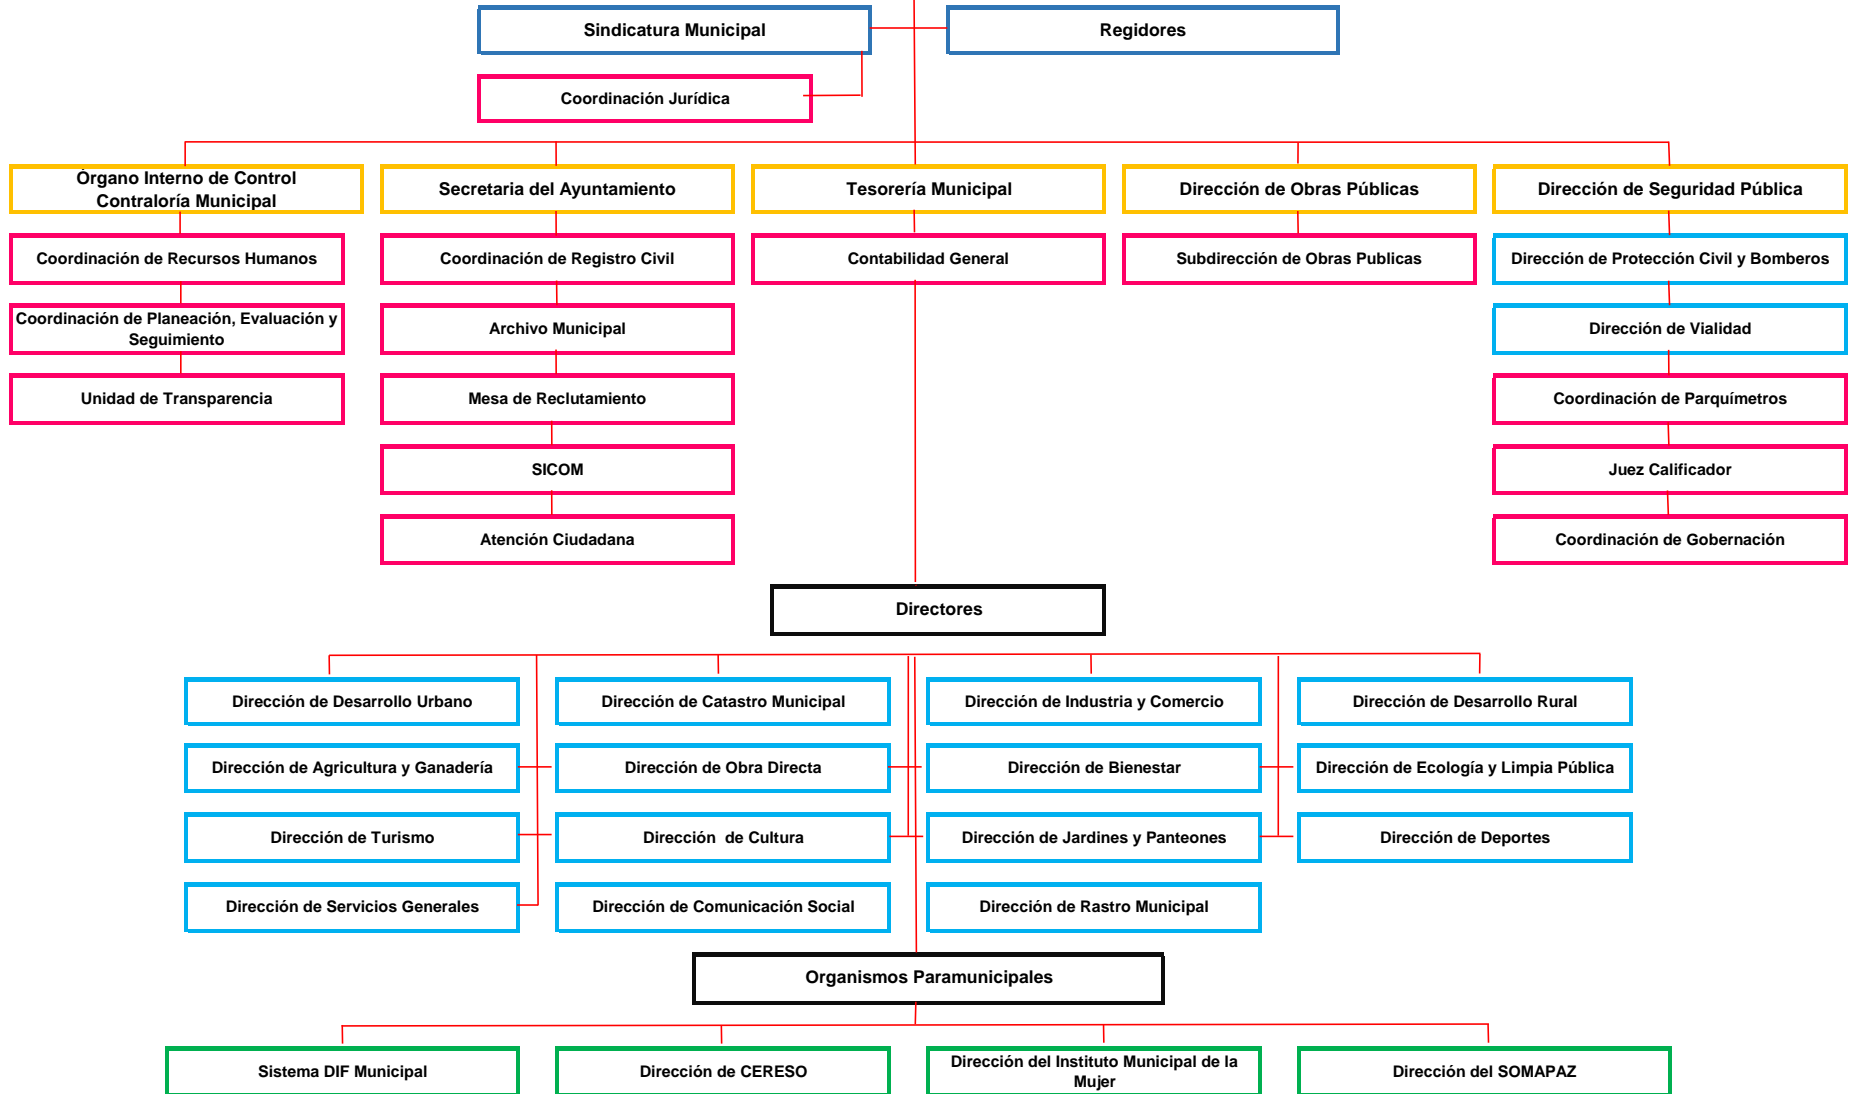 Sindicatura Municipal
Regidores
Coordinación Jurídica
Órgano Interno de Control
Contraloría Municipal
Secretaria del Ayuntamiento
Tesorería Municipal
Dirección de Obras Públicas
Dirección de Seguridad Pública
Coordinación de Recursos Humanos
Coordinación de Registro Civil
Contabilidad General
Subdirección de Obras Publicas
Dirección de Protección Civil y Bomberos
Coordinación de Planeación, Evaluación y
Seguimiento
Archivo Municipal
Dirección de Vialidad
Unidad de Transparencia
Mesa de Reclutamiento
Coordinación de Parquímetros
SICOM
Juez Calificador
Atención Ciudadana
Coordinación de Gobernación
Directores
Dirección de Desarrollo Urbano
Dirección de Catastro Municipal
Dirección de Industria y Comercio
Dirección de Desarrollo Rural
Dirección de Agricultura y Ganadería
Dirección de Obra Directa
Dirección de Bienestar
Dirección de Ecología y Limpia Pública
Dirección de Turismo
Dirección  de Cultura
Dirección de Jardines y Panteones
Dirección de Deportes
Dirección de Servicios Generales
Dirección de Comunicación Social
Dirección de Rastro Municipal
Organismos Paramunicipales
Sistema DIF Municipal
Dirección de CERESO
Dirección del Instituto Municipal de la
Mujer
Dirección del SOMAPAZ